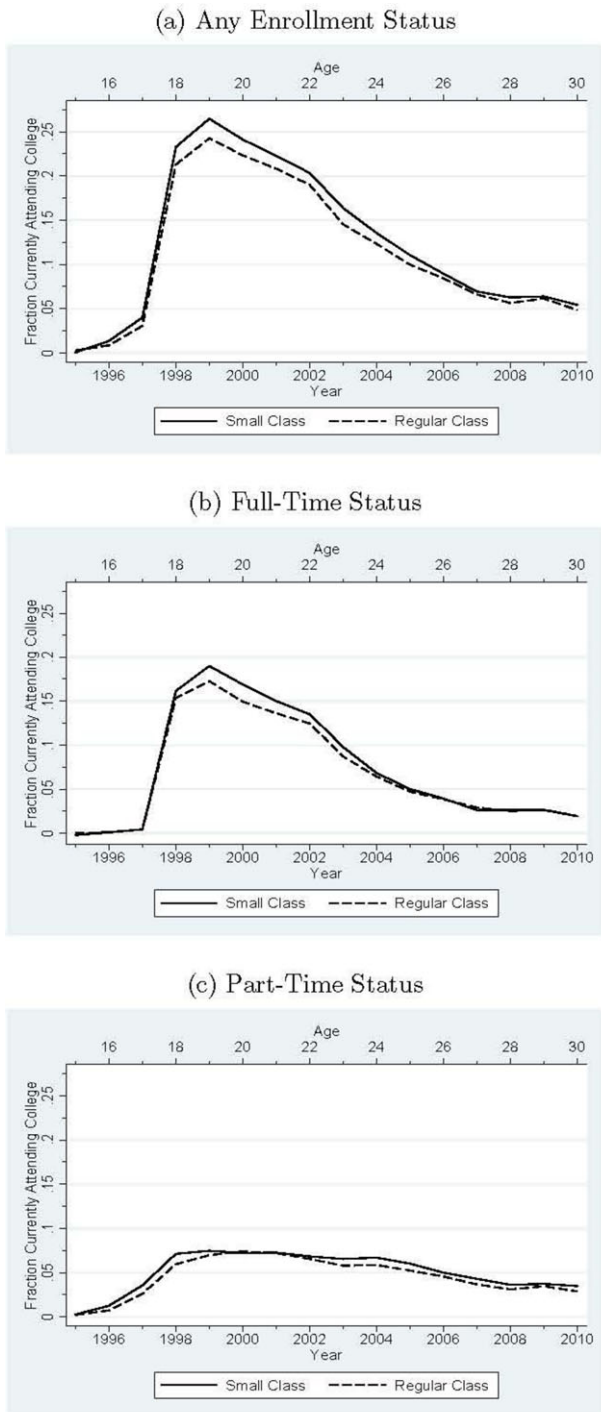 (a) Any Enrollment Status
Age
16 18 20 22 24 26 28 30
Fraction Currently Attending College
0 .05 .1 .15 .2 .25
1996 1998 2000 2002 2004 2006 2008 2010
Year
Small Class Regular Class
(b) Full-Time Status
Age
16 18 20 22 24 26 28 30
Fraction Currently Attending College
0 .05 .1 .15 .2 .25
1996 1998 2000 2002 2004 2006 2008 2010
Year
Small Class Regular Class
(c) Part-Time Status
Age
16 18 20 22 24 26 28 30
Fraction Currently Attending College
0 .05 .1 .15 .2 .25
1996 1998 2000 2002 2004 2006 2008 2010
Year
Small Class Regular Class